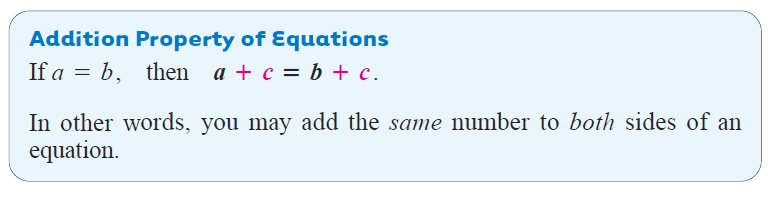 Addition Property of Equations
If a = b, then a + c = b + c.
In other words, you may add the same number to both sides of an
equation.